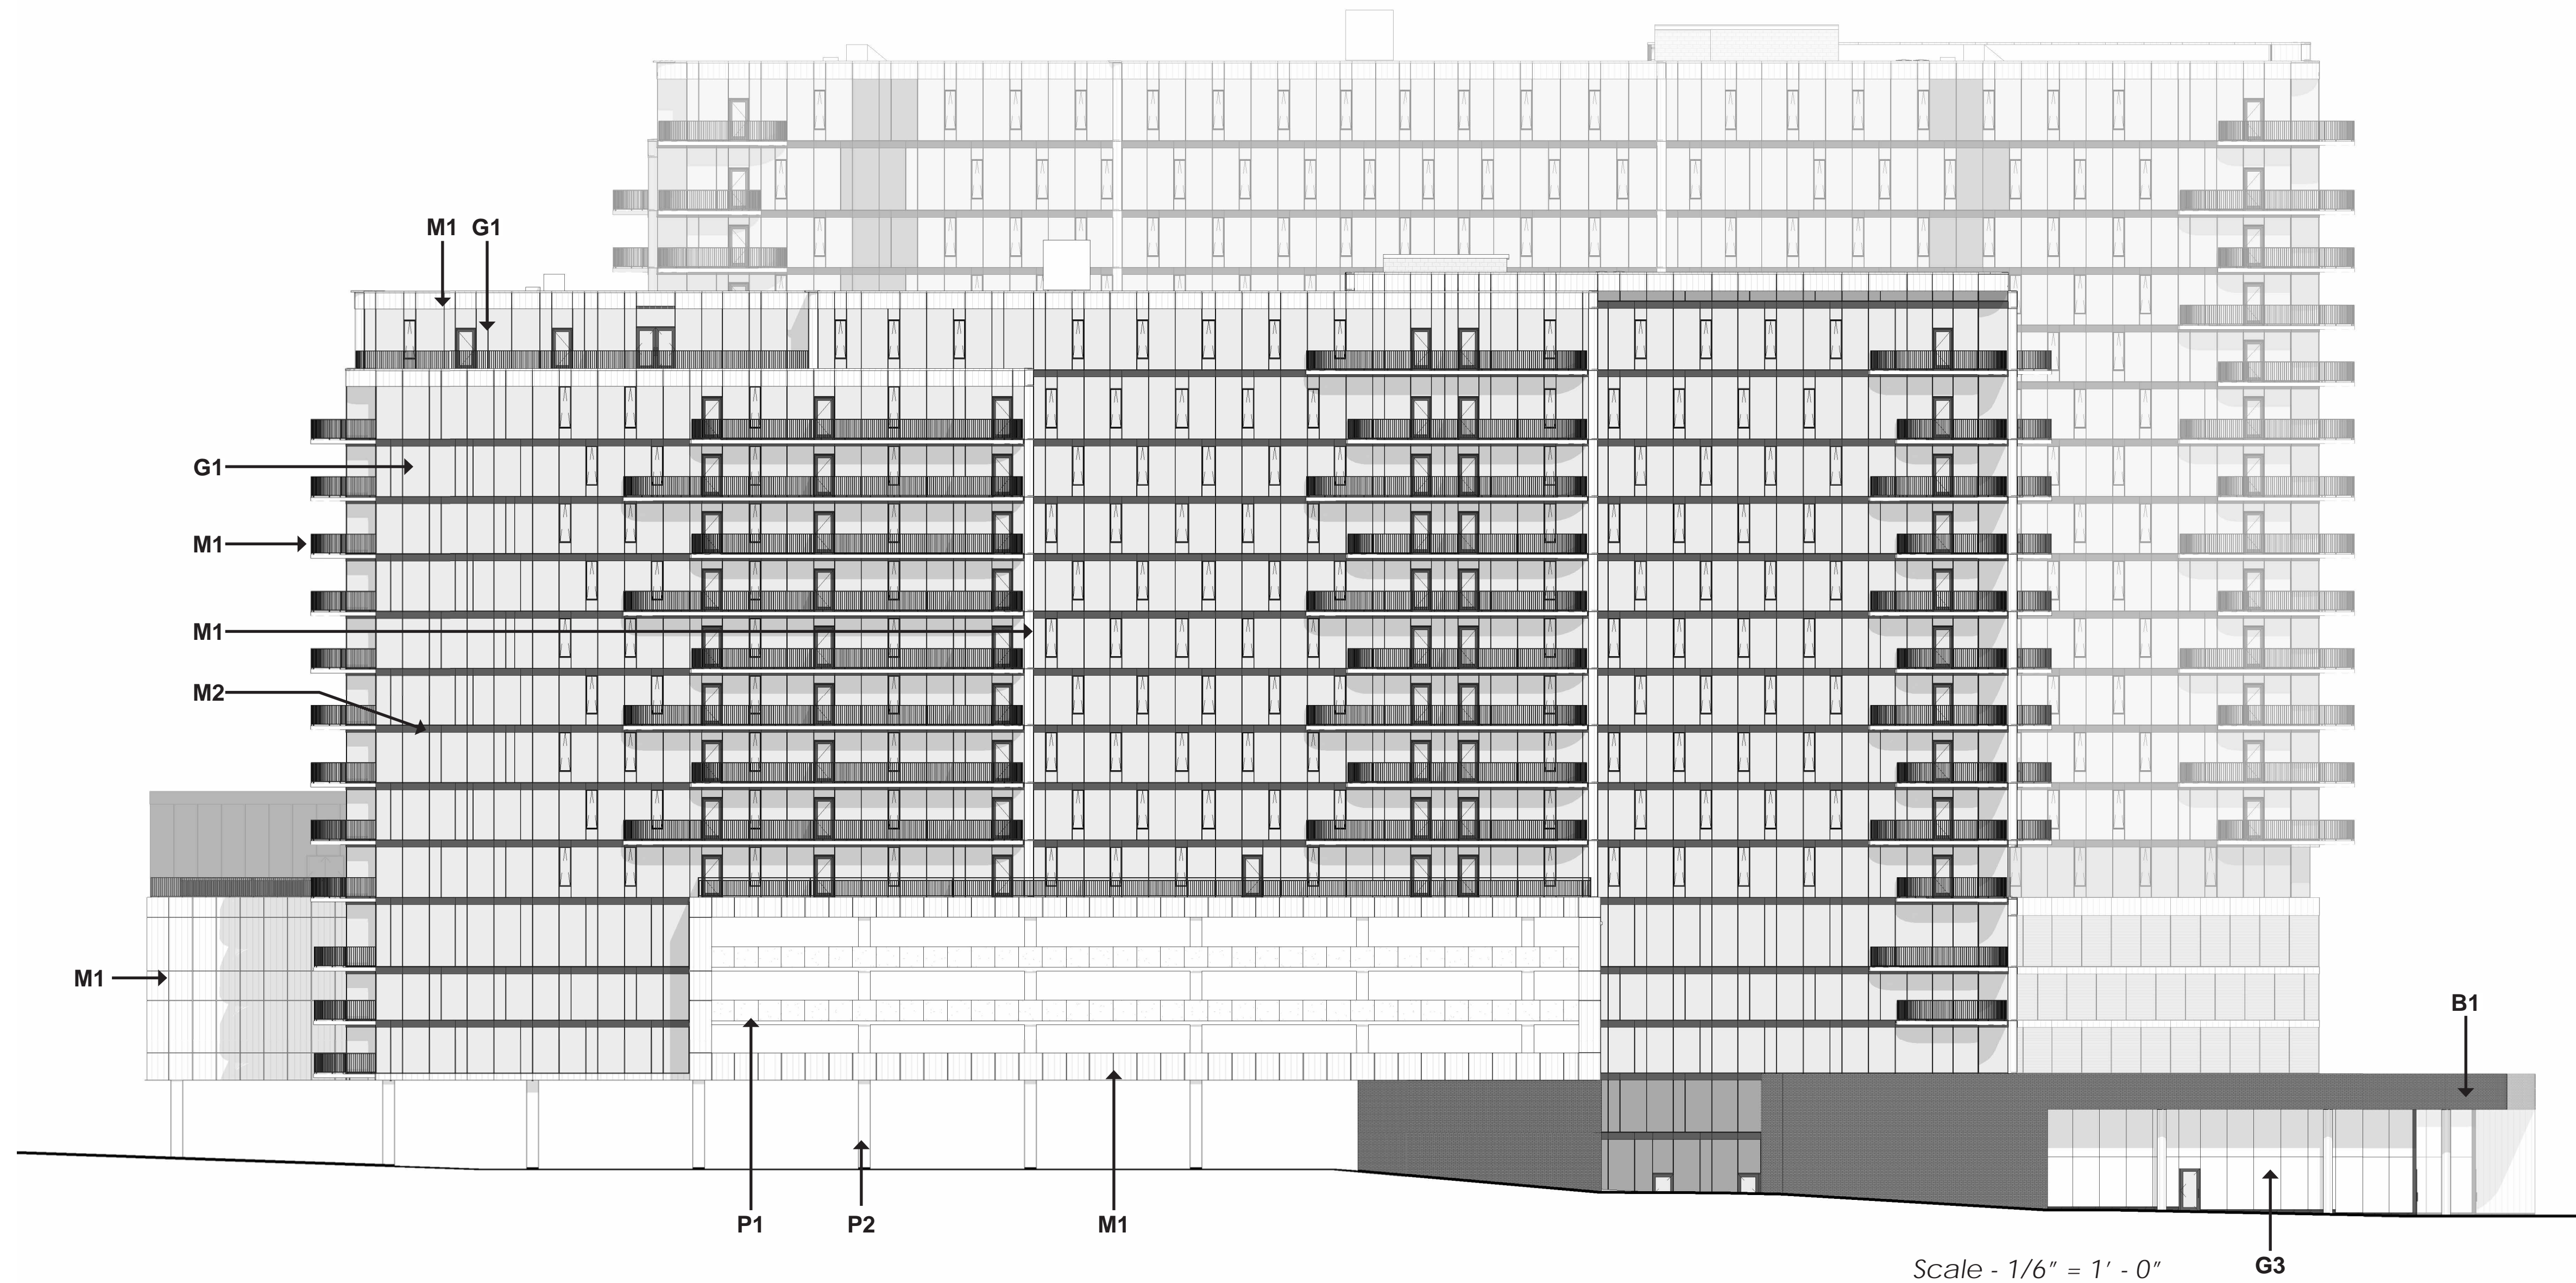 M1 G1
G1
M1
M1
M2
M1
B1
P1 P2 M1
Scale - 1/6" = 1' - 0"
G3